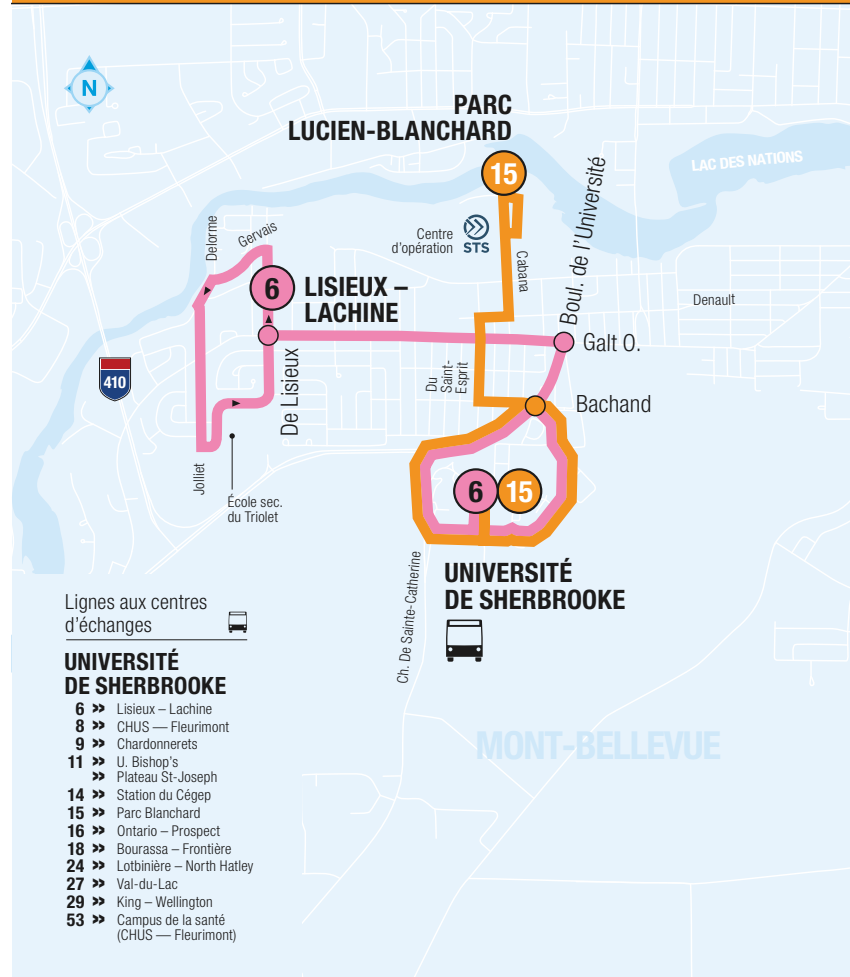 N
PARC
LUCIEN-BLANCHARD
15
LAC DES NATIONS
Boul. de l'Université
Centre
d'opération
STS
Cabana
Delorme
Gervais
6
LISIEUX –
LACHINE
Denault
Galt O.
410
De Lisieux
Du
Saint-
Esprit
Bachand
Jolliet
École sec.
du Triolet
6
15
Ch. De Sainte-Catherine
UNIVERSITÉ
DE SHERBROOKE
MONT-BELLEVUE
Lignes aux centres
d'échanges
UNIVERSITÉ
DE SHERBROOKE
6 » Lisieux – Lachine
8 » CHUS — Fleurimont
9 » Chardonnerets
11 » U. Bishop's
» Plateau St-Joseph
14 » Station du Cégep
15 » Parc Blanchard
16 » Ontario – Prospect
18 » Bourassa – Frontière
24 » Lotbinière – North Hatley
27 » Val-du-Lac
29 » King – Wellington
53 » Campus de la santé
(CHUS — Fleurimont)